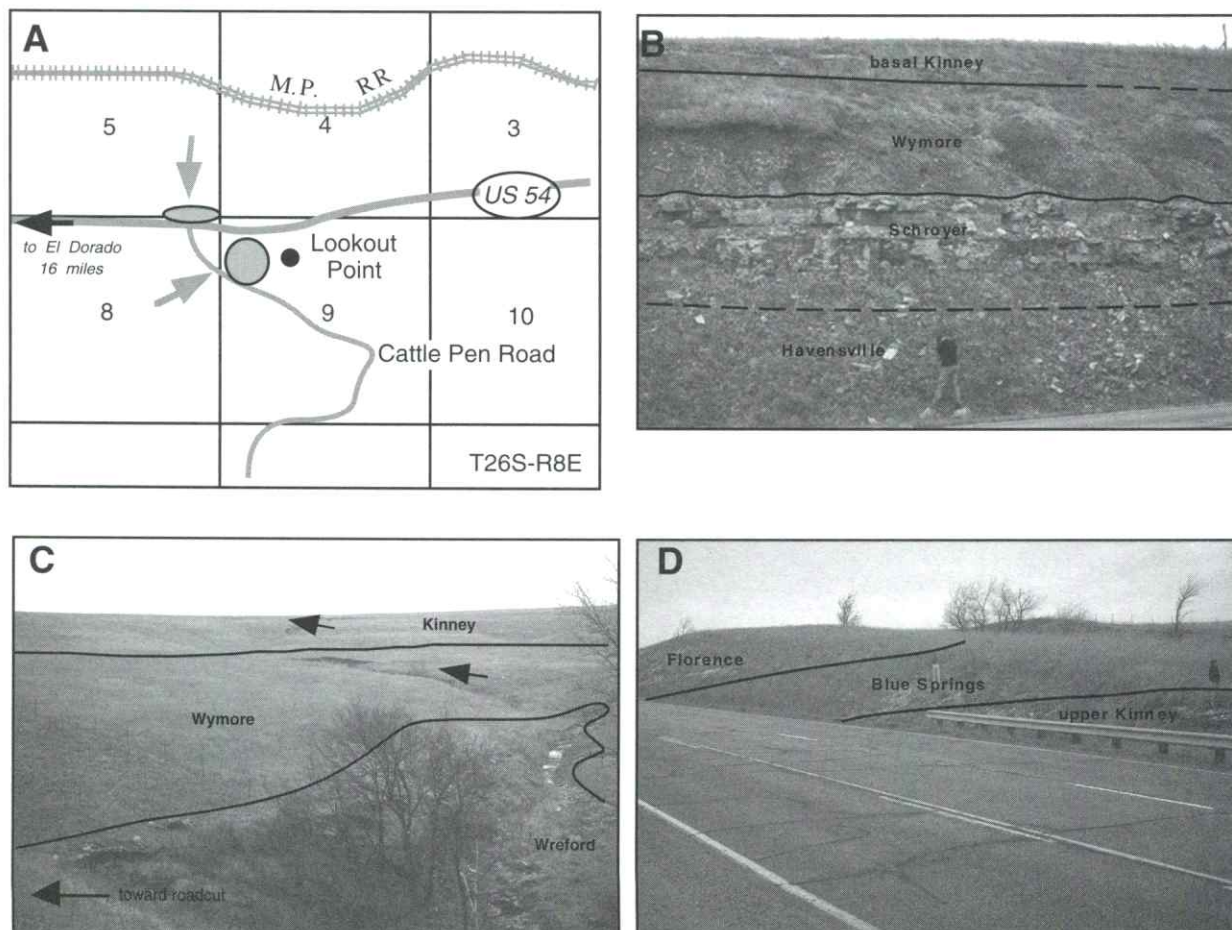 A
M.P. RR
5
4
3
US 54
to El Dorado
16 miles
Lookout
Point
8
9
10
Cattle Pen Road
T26S-R8E
B
basal Kinney
Wymore
Schroyer
Havensville
C
Kinney
Wymore
Wreford
toward roadcut
D
Florence
Blue Springs
upper Kinney